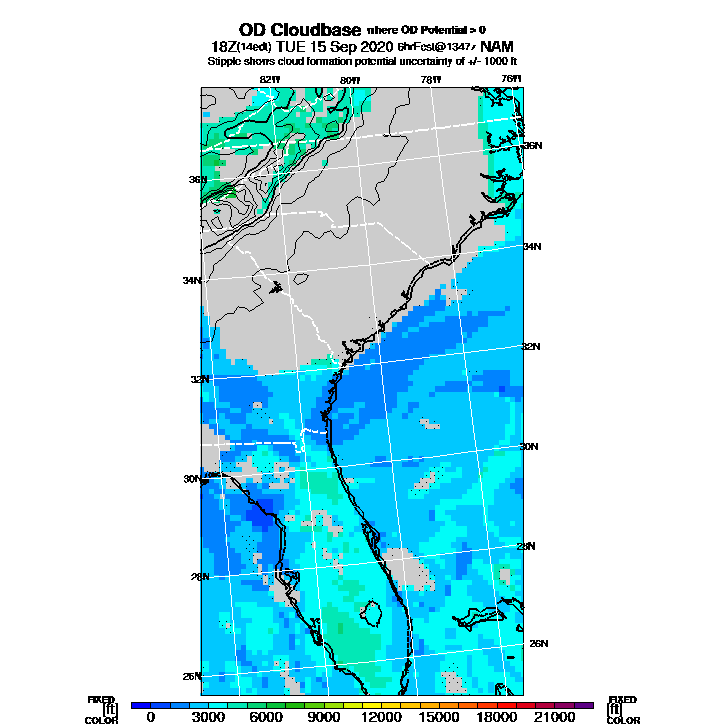 OD Cloudbase where OD Potential > 0
18Z(14edt) TUE 15 Sep 2020 6hrFcst@1347z NAM
Stipple shows cloud formation potential uncertainty of +/- 1000 ft
82W 80W 78W 76W
36N 36N
34N 34N
32N 32N
30N 30N
28N 28N
26N 26N
FIXED FIXED
[ft] [ft]
COLOR 0 3000 6000 9000 12000 15000 18000 21000 COLOR